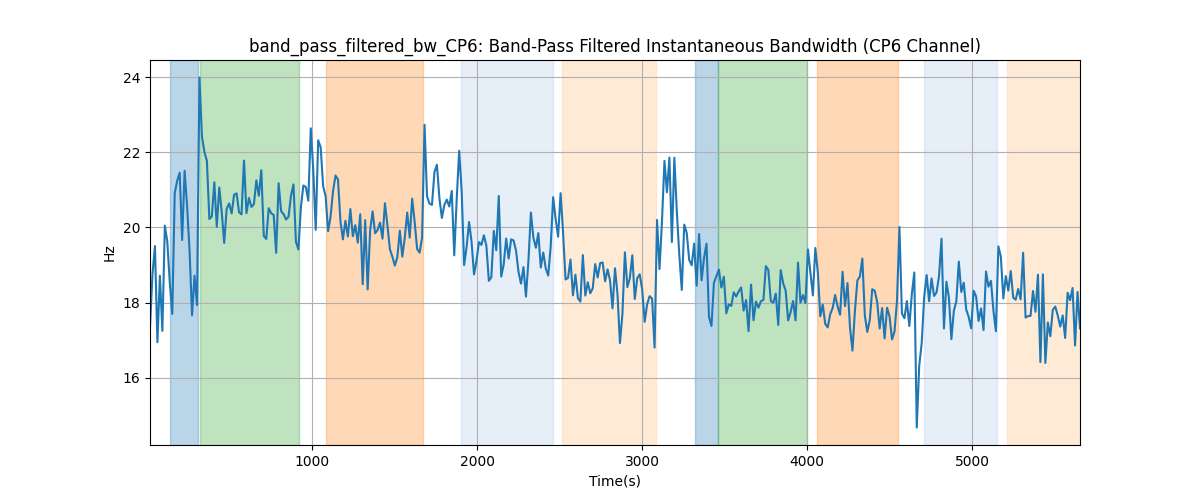 band_pass_filtered_bw_CP6: Band-Pass Filtered Instantaneous Bandwidth (CP6 Channel)
24
22
20
18
16
Hz
1000 2000 3000 4000 5000
Time(s)